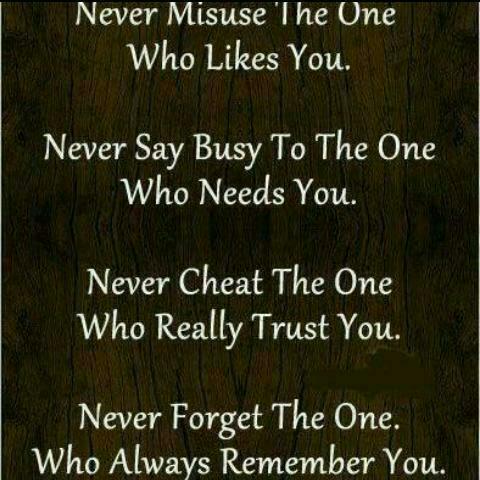 Never Misuse The One
Who Likes You.
Never Say Busy To The One
Who Needs You.
Never Cheat The One
Who Really Trust You.
Never Forget The One.
Who Always Remember You.